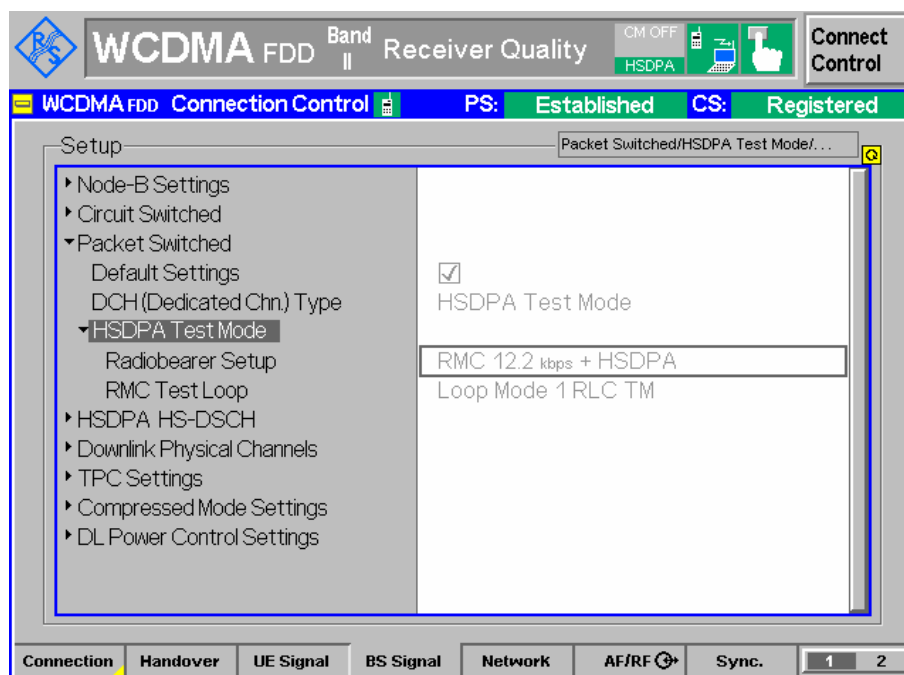 R&S
WCDMA FDD Band II Receiver Quality
CM OFF
HSDPA
Connect Control
WCDMA FDD Connection Control PS: Established CS: Registered
Setup Packet Switched/HSDPA Test Mode/...
Node-B Settings
Circuit Switched
Packet Switched
Default Settings
DCH (Dedicated Chn.) Type HSDPA Test Mode
HSDPA Test Mode
Radiobearer Setup RMC 12.2 kbps + HSDPA
RMC Test Loop Loop Mode 1 RLC TM
HSDPA HS-DSCH
Downlink Physical Channels
TPC Settings
Compressed Mode Settings
DL Power Control Settings
Connection Handover UE Signal BS Signal Network AF/RF Sync. 1 2